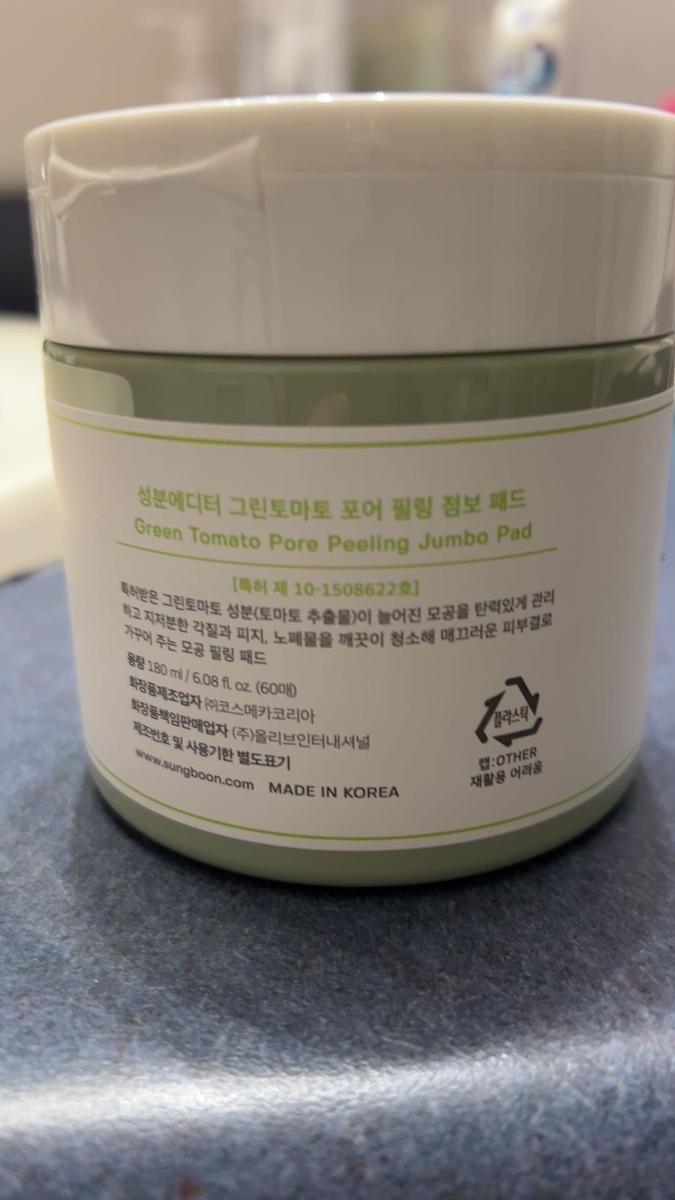 성분에디터 그린토마토 포어 필링 점보 패드
Green Tomato Pore Peeling Jumbo Pad
[특허 제 10-1508622호]
특허받은 그린토마토 성분(토마토 추출물)이 늘어진 모공을 탄력있게 관리
하고 지저분한 각질과 피지, 노폐물을 깨끗이 청소해 매끄러운 피부결로
가꾸어 주는 모공 필링 패드
용량 180 ml / 6.08 fl. oz. (60매)
화장품제조업자 ㈜코스메카코리아
화장품책임판매업자 (주)올리브인터내셔널
제조번호 및 사용기한 별도표기
www.sungboon.com MADE IN KOREA
플라스틱
캡:OTHER
재활용 어려움